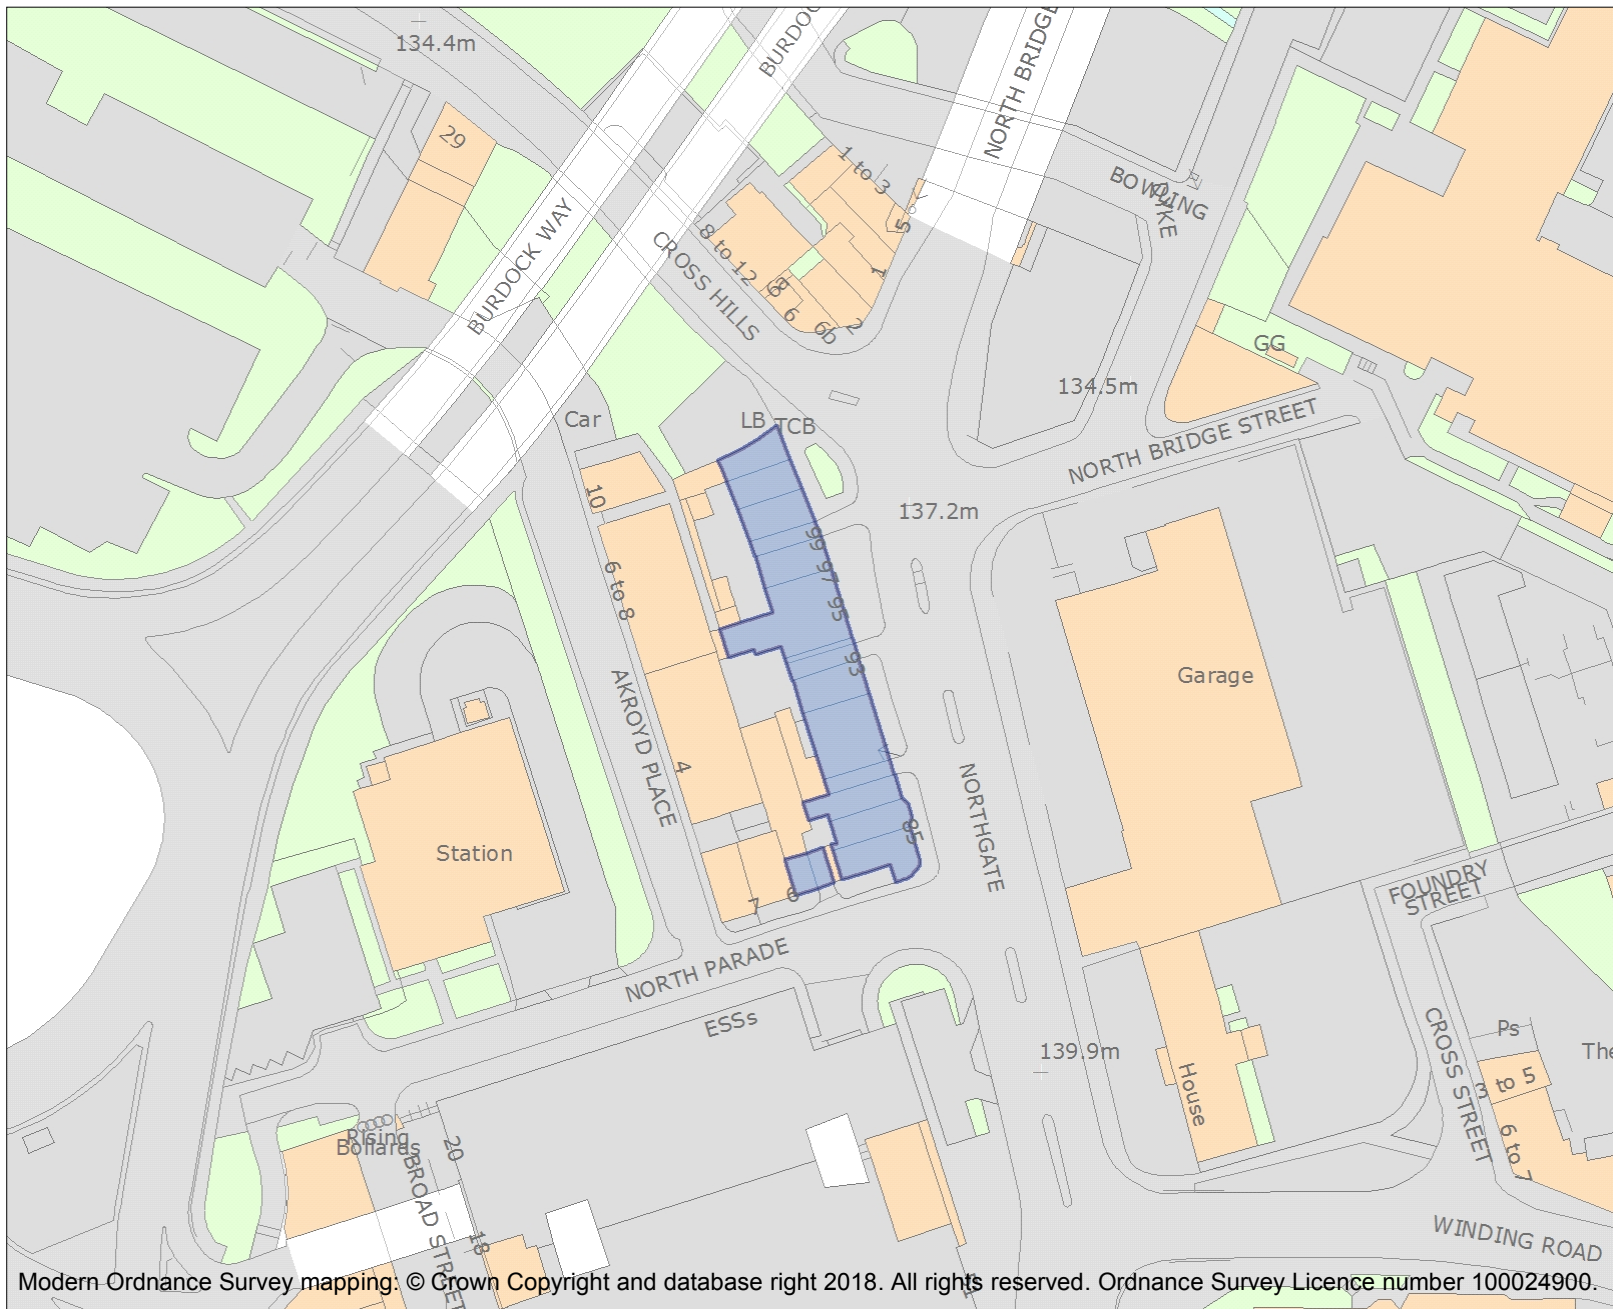 134.4m
BURDOC
NORTH BRIDGE
29
1 to 3
BOWLING
DYKE
BURDOCK WAY
CROSS HILLS
8 to 12
6a
6
6b
2
1
5
GG
134.5m
Car
LB
TCB
NORTH BRIDGE STREET
10
137.2m
99
97
95
93
6 to 8
Garage
AKROYD PLACE
4
NORTHGATE
85
Station
7
6
FOUNDRY
STREET
NORTH PARADE
ESSs
139.9m
House
CROSS STREET
Ps
The
3 to 5
6 to 7
Rising
Bollards
20
BROAD STREET
18
WINDING ROAD
Modern Ordnance Survey mapping: © Crown Copyright and database right 2018. All rights reserved. Ordnance Survey Licence number 100024900.